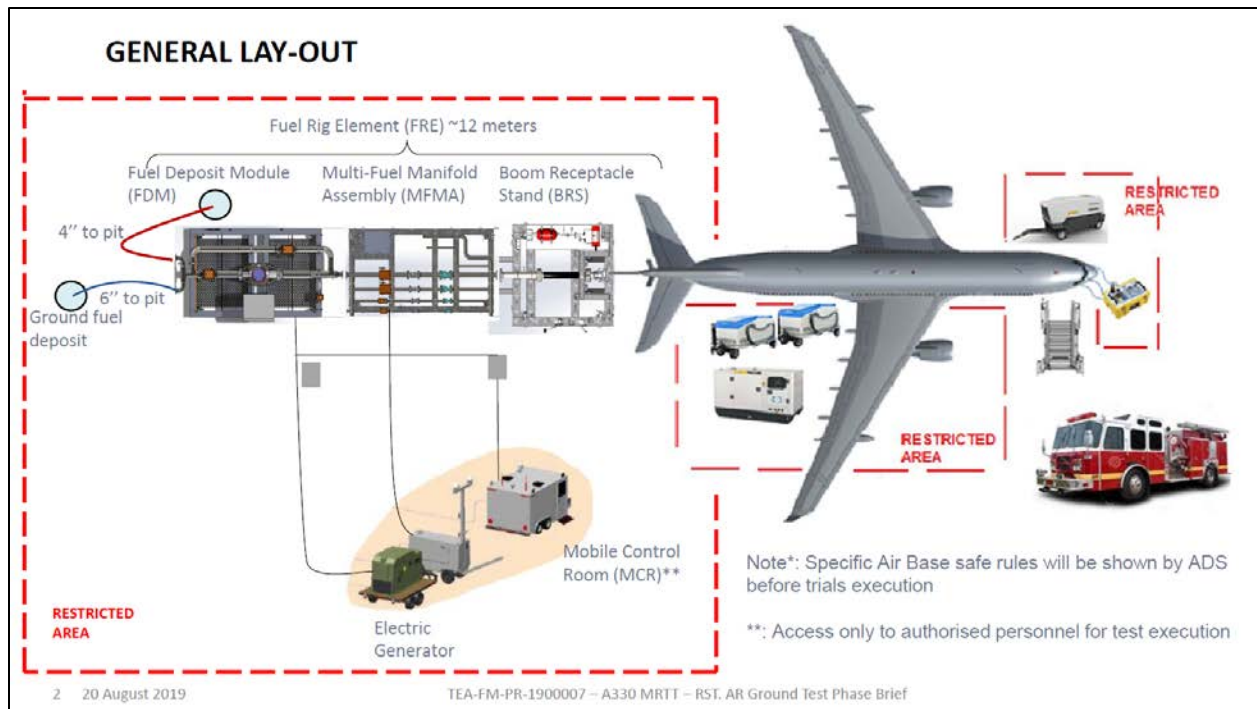 GENERAL LAY-OUT
Fuel Rig Element (FRE) ~12 meters
Fuel Deposit Module
(FDM)
Multi-Fuel Manifold
Assembly (MFMA)
Boom Receptacle
Stand (BRS)
4’’ to pit
6’’ to pit
Ground fuel
deposit
RESTRICTED
AREA
RESTRICTED
AREA
Mobile Control
Room (MCR)**
Electric
Generator
RESTRICTED
AREA
Note*: Specific Air Base safe rules will be shown by ADS
before trials execution
**: Access only to authorised personnel for test execution
2 20 August 2019
TEA-FM-PR-1900007 – A330 MRTT – RST. AR Ground Test Phase Brief